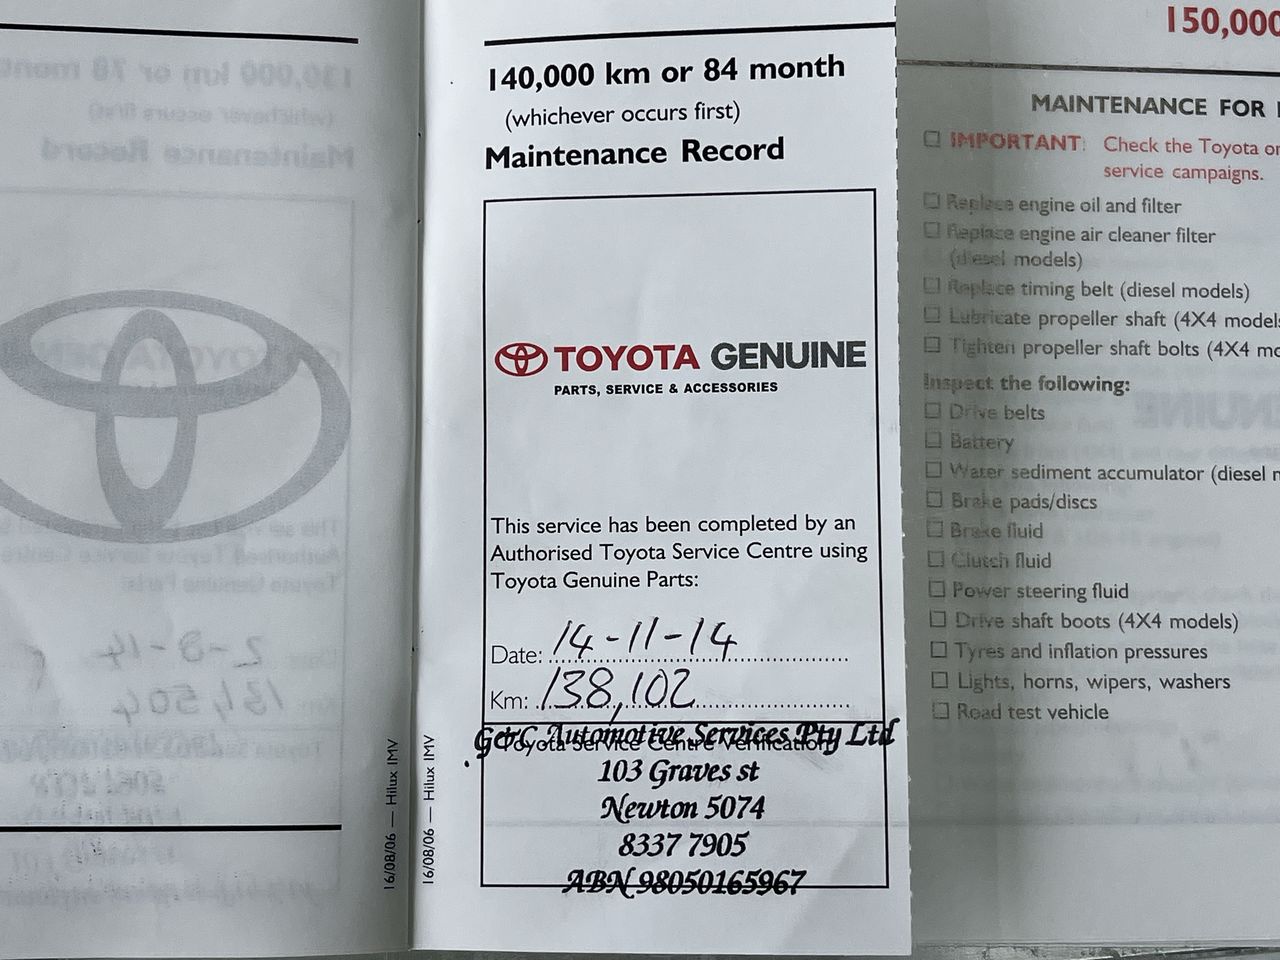 140,000 km or 84 month
(whichever occurs first)
Maintenance Record
TOYOTA GENUINE
PARTS, SERVICE & ACCESSORIES
This service has been completed by an
Authorised Toyota Service Centre using
Toyota Genuine Parts:
Date: 14-11-14
Km: 138,102
Toyota Service Centre Verification
G&C Automotive Services Pty Ltd
103 Graves st
Newton 5074
8337 7905
ABN 98050165967
16/08/06 — Hilux IMV
16/08/06 — Hilux IMV
150,000
MAINTENANCE FOR
IMPORTANT: Check the Toyota
service campaigns.
Replace engine oil and filter
Replace engine air cleaner filter
(diesel models)
Replace timing belt (diesel models)
Lubricate propeller shaft (4X4 models
Tighten propeller shaft bolts (4X4
Inspect the following:
Drive belts
Battery
Water sediment accumulator (diesel
Brake pads/discs
Brake fluid
Clutch fluid
Power steering fluid
Drive shaft boots (4X4 models)
Tyres and inflation pressures
Lights, horns, wipers, washers
Road test vehicle